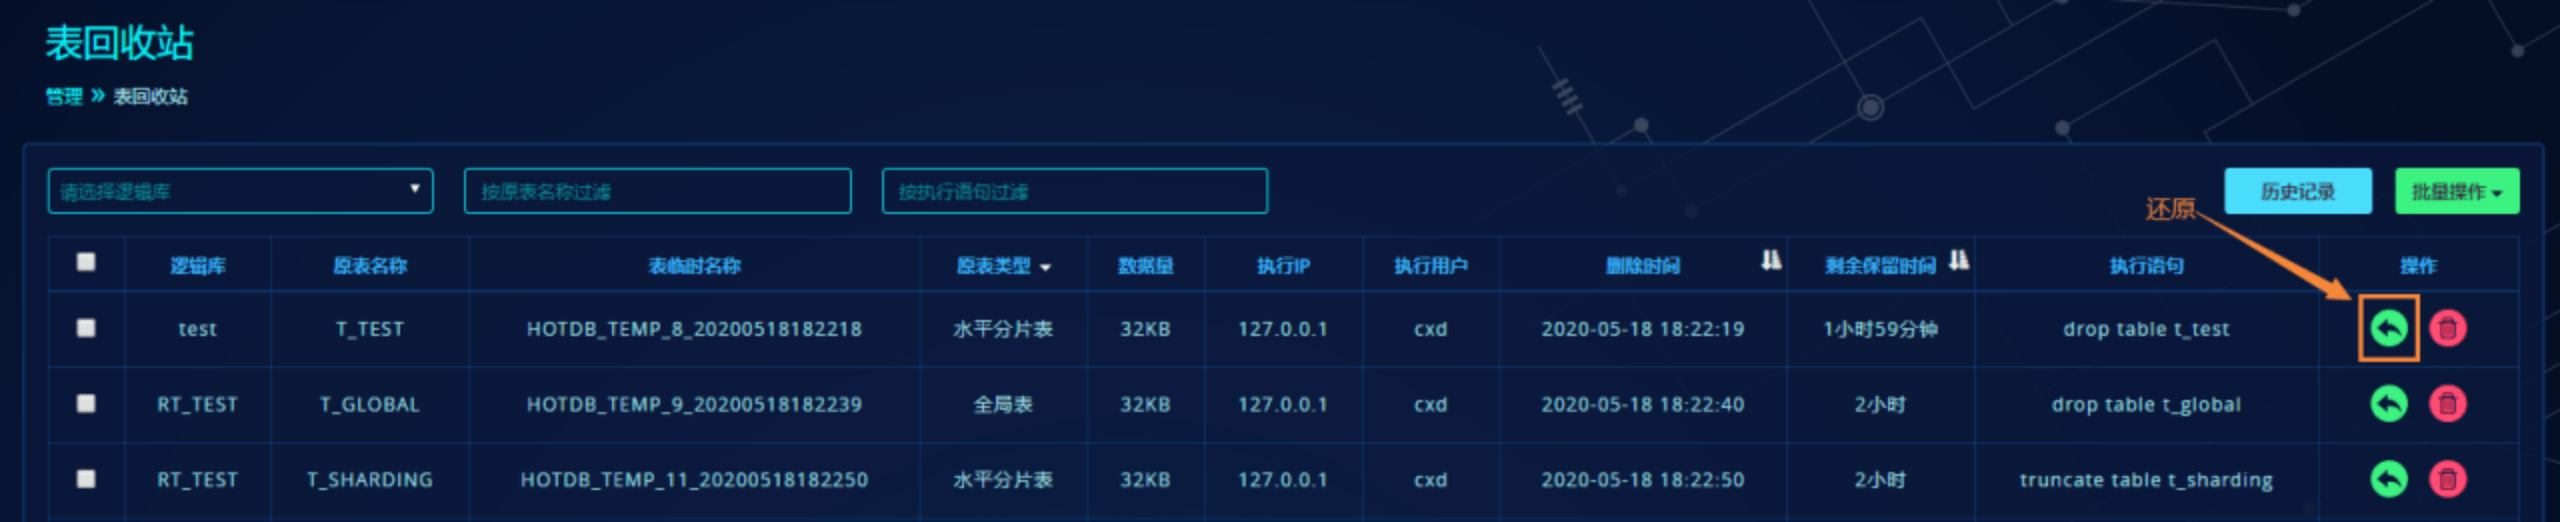 表回收站
管理 » 表回收站
请选择逻辑库 按原表名称过滤 按执行语句过滤 历史记录 批量操作
还原
逻辑库 原表名称 表临时名称 原表类型 数据量 执行IP 执行用户 删除时间 剩余保留时间 执行语句 操作
test T_TEST HOTDB_TEMP_8_20200518182218 水平分片表 32KB 127.0.0.1 cxd 2020-05-18 18:22:19 1小时59分钟 drop table t_test
RT_TEST T_GLOBAL HOTDB_TEMP_9_20200518182239 全局表 32KB 127.0.0.1 cxd 2020-05-18 18:22:40 2小时 drop table t_global
RT_TEST T_SHARDING HOTDB_TEMP_11_20200518182250 水平分片表 32KB 127.0.0.1 cxd 2020-05-18 18:22:50 2小时 truncate table t_sharding